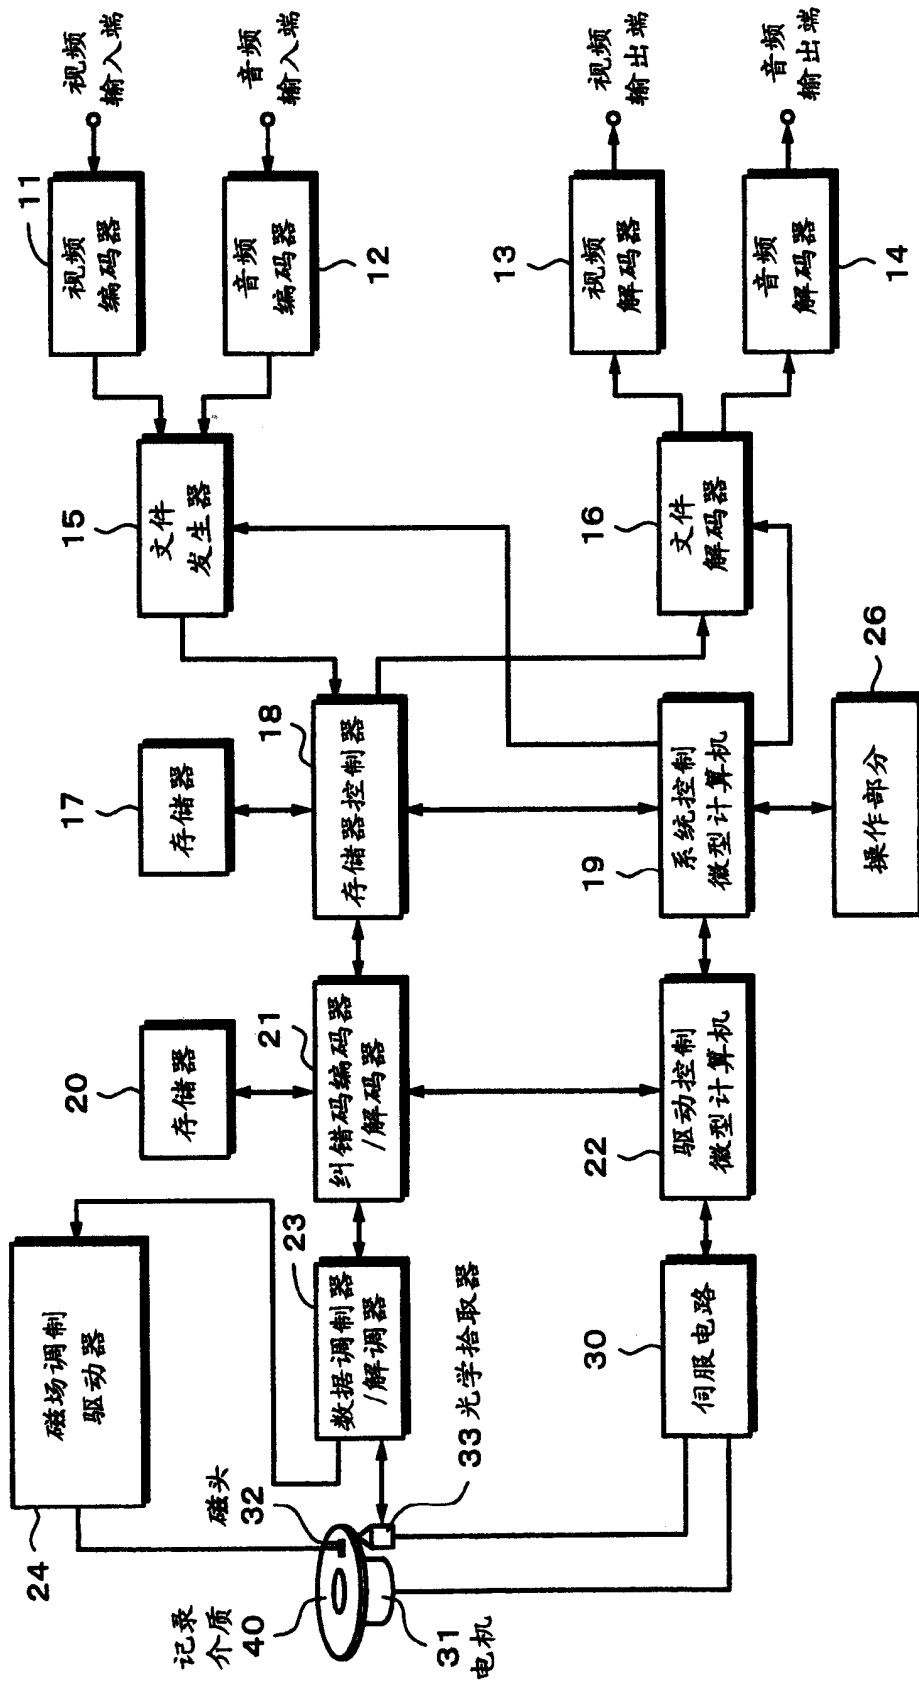 视频
输入端
音频
输入端
11
视频
编码器
音频
编码器
12
视频
输出端
音频
输出端
13
视频
解码器
音频
解码器
14
15
文件
发生器
16
文件
解码器
17
存储器
18
存储器控制器
19
系统控制
微型计算机
26
操作部分
20
存储器
21
纠错码编码器
/解码器
22
驱动控制
微型计算机
磁场调制
驱动器
24
23
数据调制器
/解调器
30
伺服电路
磁头
32
33 光学拾取器
记录
介质
40
31
电机